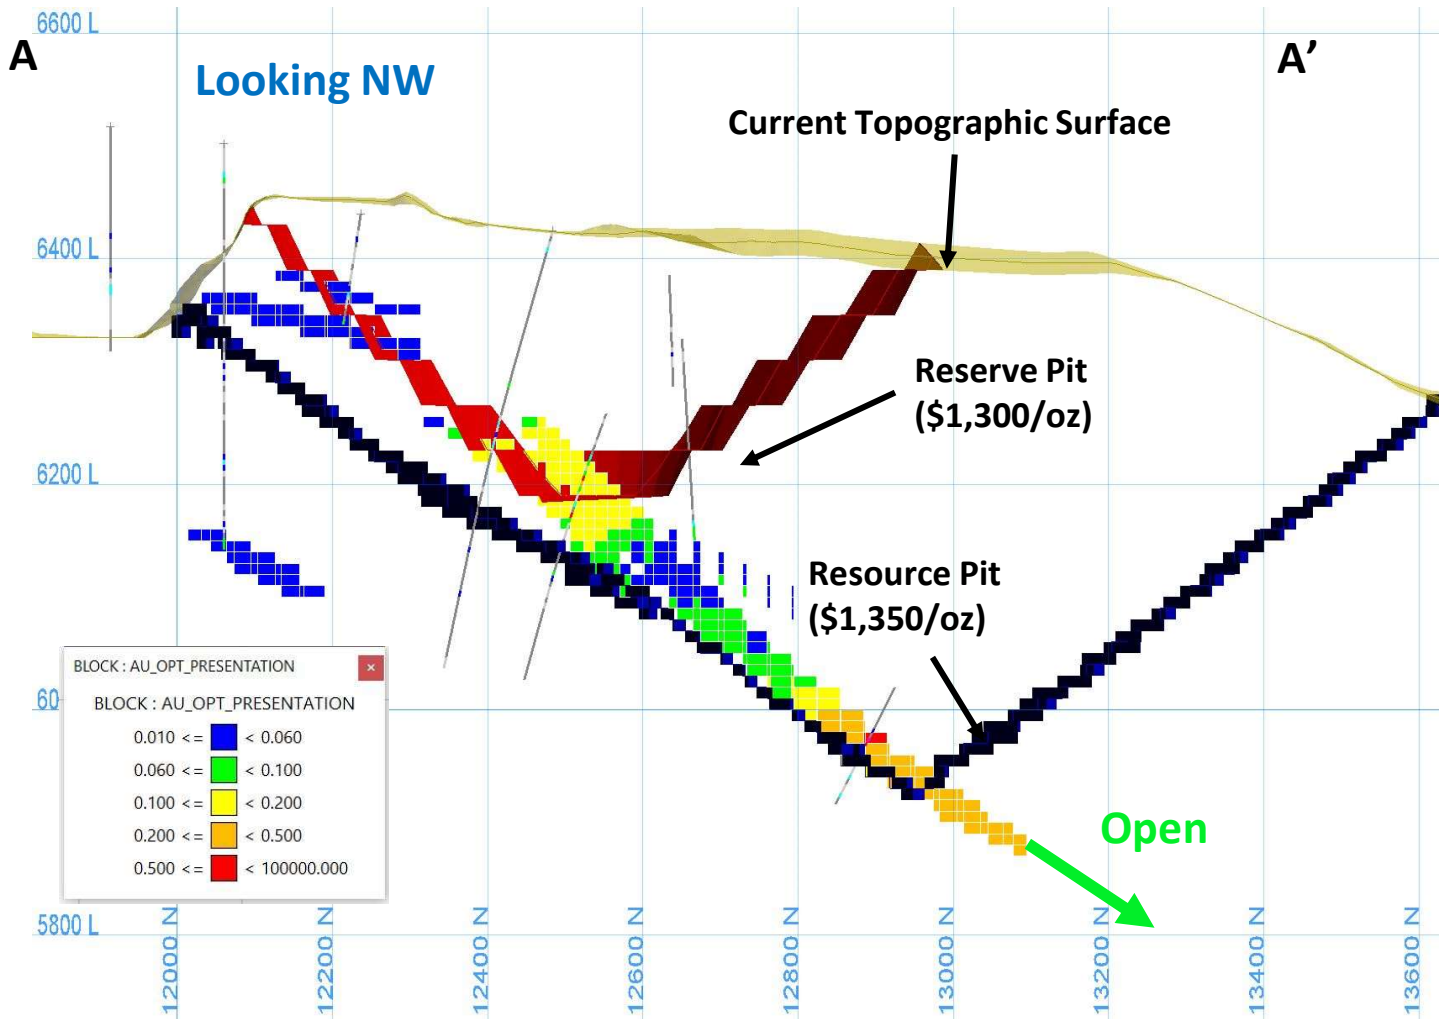 6600 L
A
A’
Looking NW
Current Topographic Surface
6400 L
Reserve Pit
($1,300/oz)
6200 L
Resource Pit
($1,350/oz)
BLOCK : AU_OPT_PRESENTATION
×
60
BLOCK : AU_OPT_PRESENTATION
0.010 <= < 0.060
0.060 <= < 0.100
0.100 <= < 0.200
0.200 <= < 0.500
0.500 <= < 100000.000
Open
5800 L
12000 N
12200 N
12400 N
12600 N
12800 N
13000 N
13200 N
13400 N
13600 N